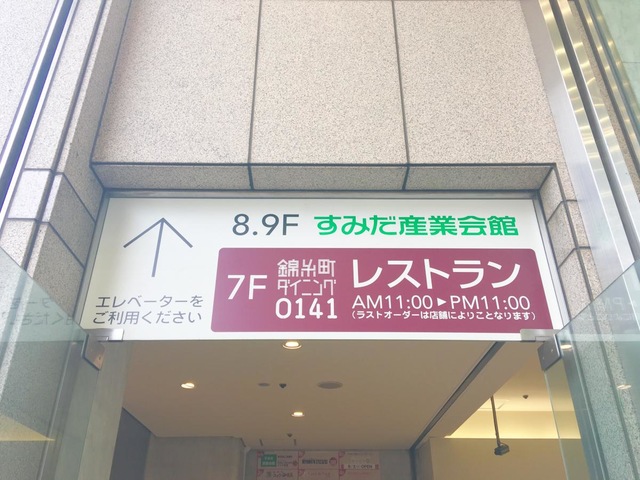 8.9F すみだ産業会館
エレベーターを
ご利用ください
7F
錦糸町
ダイニング
0141
レストラン
AM11:00▶PM11:00
(ラストオーダーは店舗によりことなります)